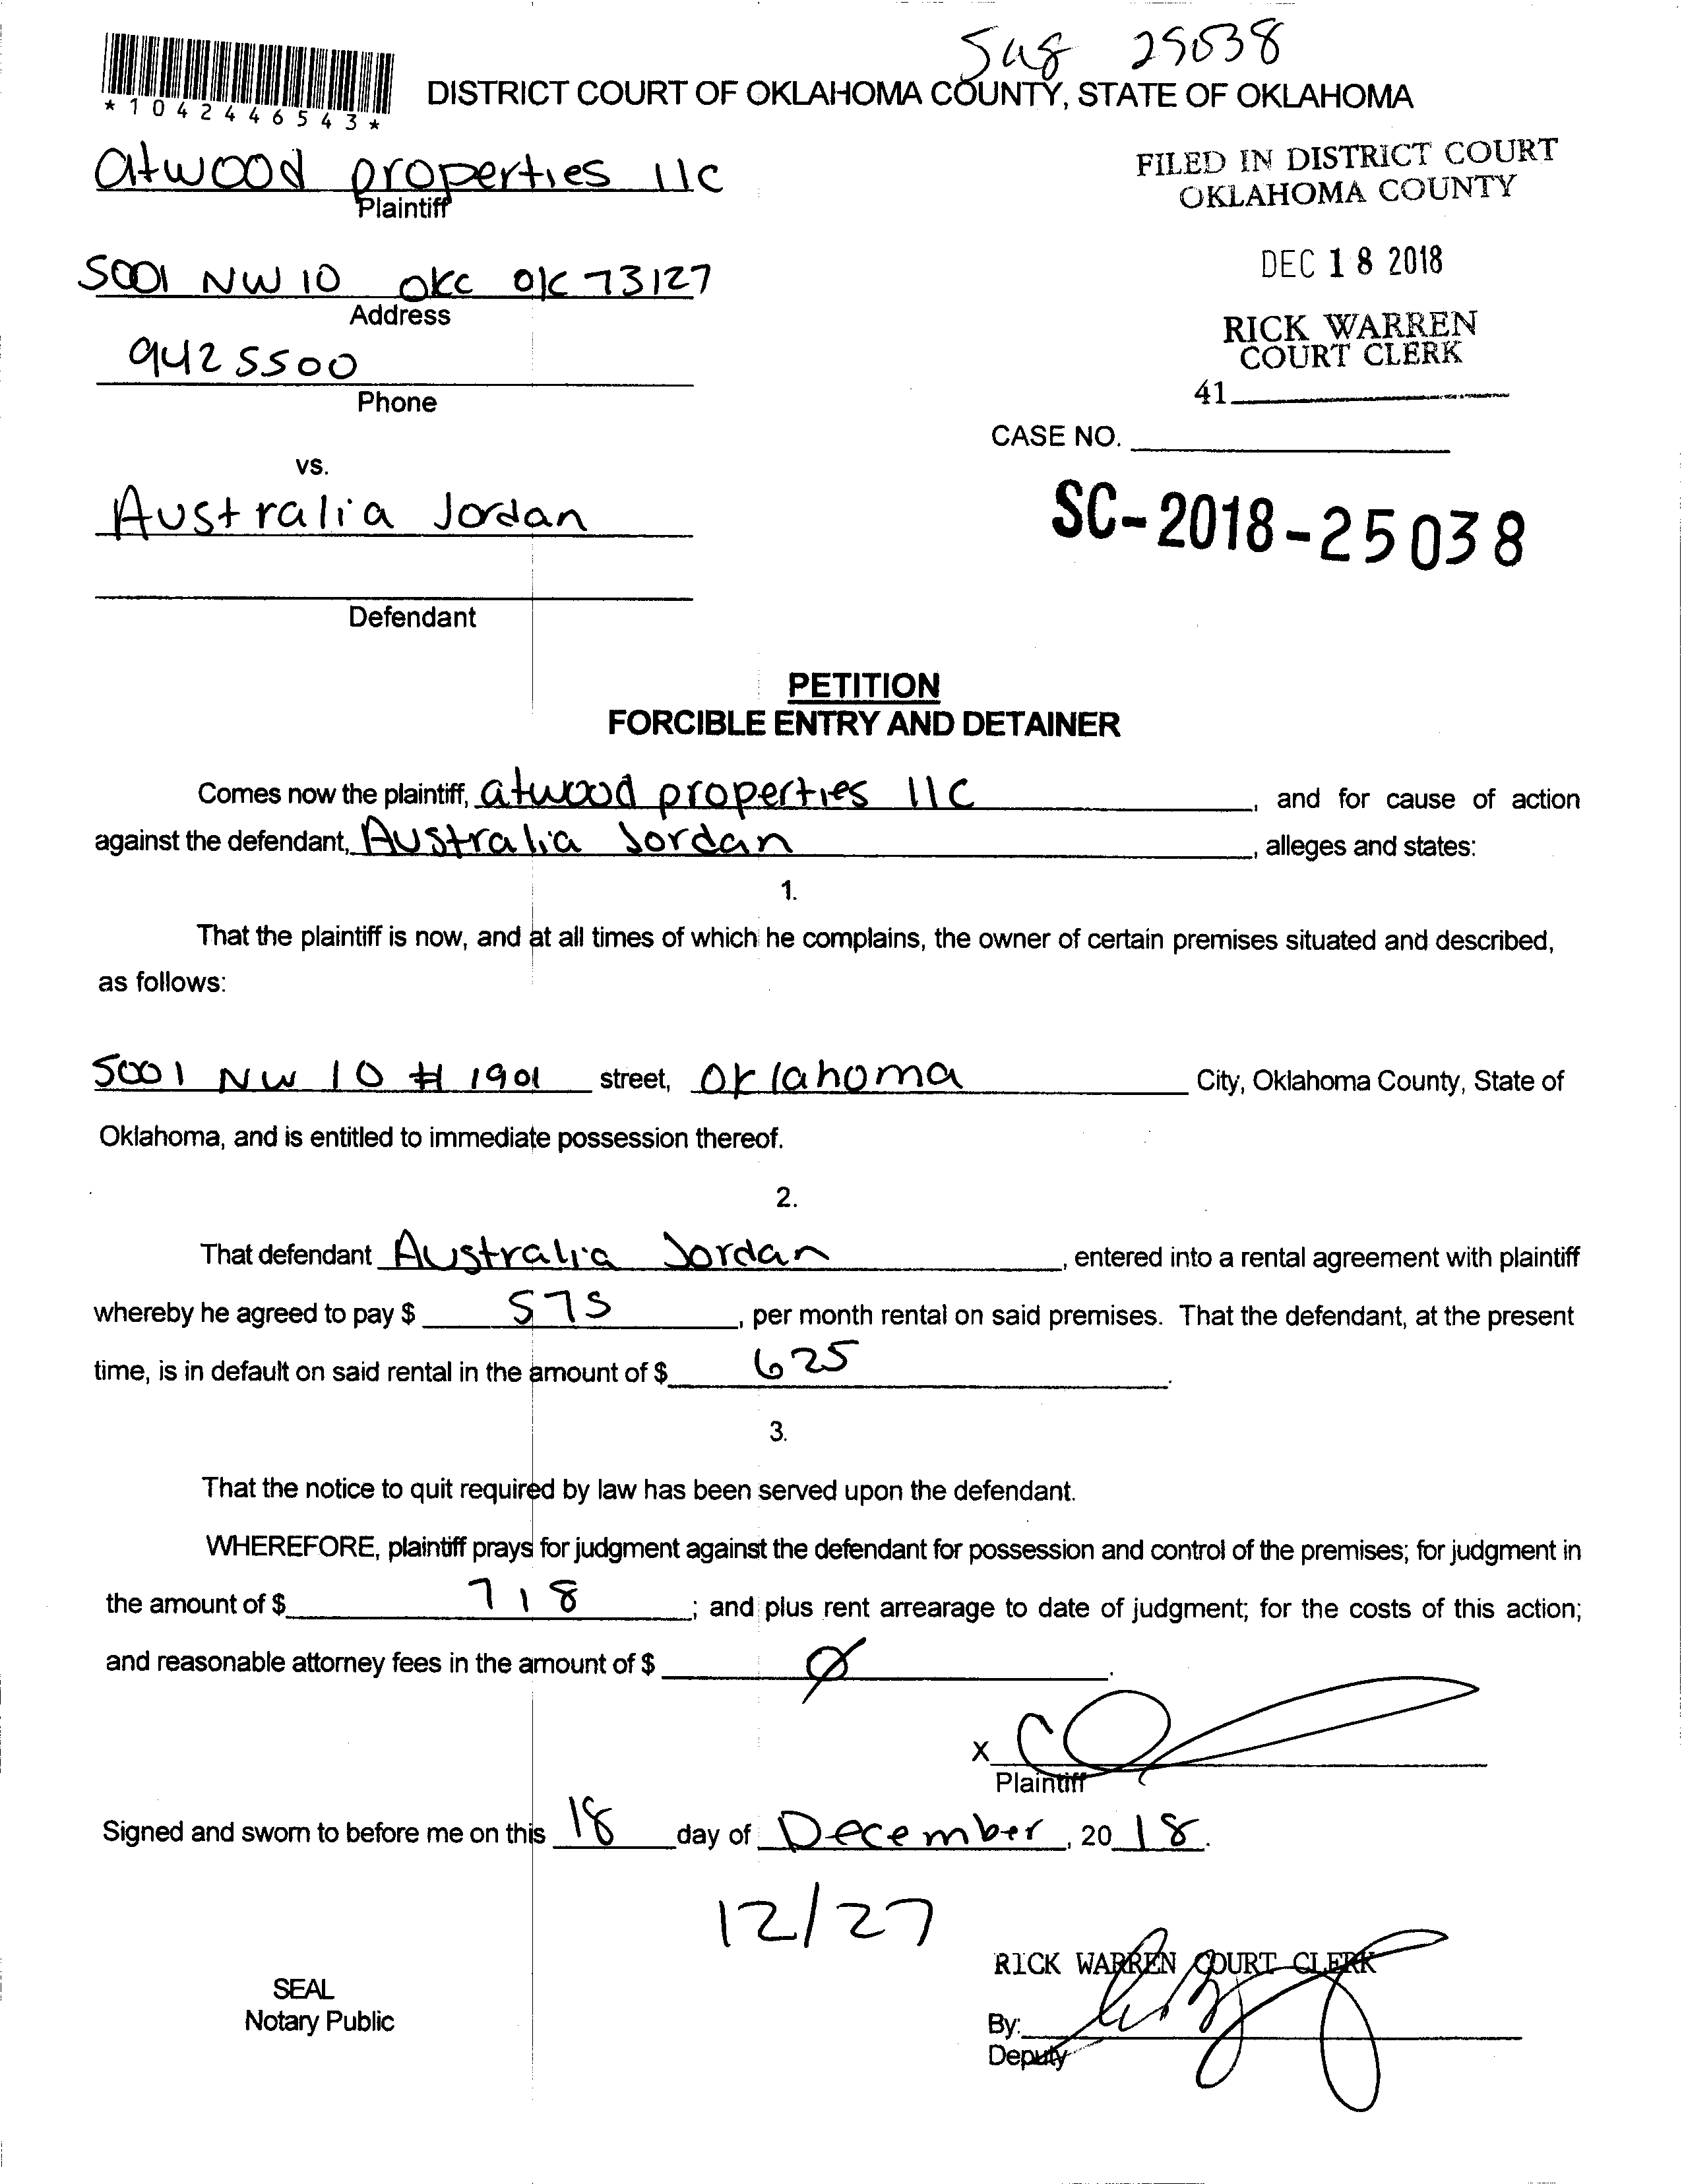 25038
*1042446543*
DISTRICT COURT OF OKLAHOMA COUNTY, STATE OF OKLAHOMA
atwood properties llc
Plaintiff
FILED IN DISTRICT COURT
OKLAHOMA COUNTY
5001 NW 10 okc ok 73127
Address
DEC 18 2018
9425500
Phone
RICK WARREN
COURT CLERK
41
CASE NO.
vs.
Australia Jordan
SC-2018-25038
Defendant
PETITION
FORCIBLE ENTRY AND DETAINER
Comes now the plaintiff, atwood properties llc, and for cause of action
against the defendant, Australia Jordan, alleges and states:
1.
That the plaintiff is now, and at all times of which he complains, the owner of certain premises situated and described,
as follows:
5001 NW 10 # 1901 street, Oklahoma City, Oklahoma County, State of
Oklahoma, and is entitled to immediate possession thereof.
2.
That defendant Australia Jordan, entered into a rental agreement with plaintiff
whereby he agreed to pay $ 575, per month rental on said premises. That the defendant, at the present
time, is in default on said rental in the amount of $ 625.
3.
That the notice to quit required by law has been served upon the defendant.
WHEREFORE, plaintiff prays for judgment against the defendant for possession and control of the premises; for judgment in
the amount of $ 718; and plus rent arrearage to date of judgment; for the costs of this action;
and reasonable attorney fees in the amount of $ Ø.
X
Plaintiff
Signed and sworn to before me on this 18 day of December, 2018.
12/27
RICK WARREN COURT CLERK
SEAL
Notary Public
By:
Deputy